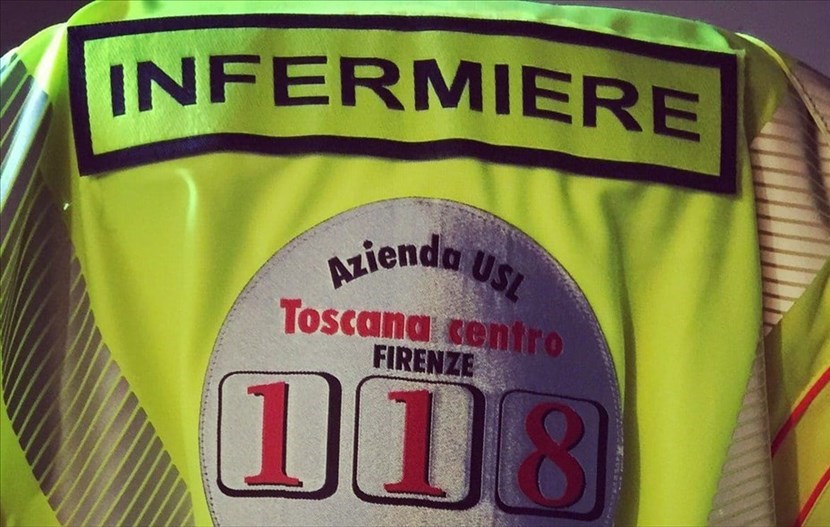 INFERMIERE
Azienda USL
Toscana centro
FIRENZE
118